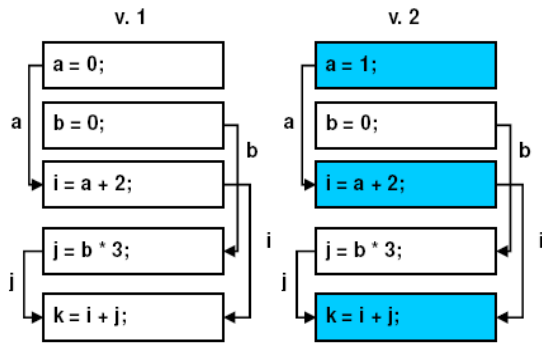 v. 1
a = 0;
b = 0;
a
b
i = a + 2;
i
j = b * 3;
j
k = i + j;
v. 2
a = 1;
b = 0;
a
b
i = a + 2;
i
j = b * 3;
j
k = i + j;